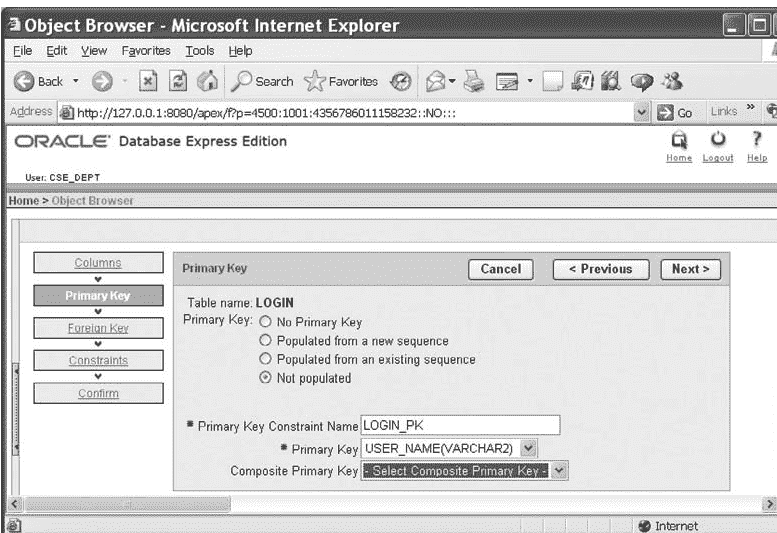 Object Browser - Microsoft Internet Explorer
File Edit View Favorites Tools Help
Back Search Favorites
Address http://127.0.0.1:8080/apex/f?p=4500:1001:4356786011158232::NO::: Go Links »
ORACLE Database Express Edition
Home Logout Help
User: CSE_DEPT
Home > Object Browser
Columns
Primary Key
Foreign Key
Constraints
Confirm
Primary Key Cancel < Previous Next >
Table name: LOGIN
Primary Key: No Primary Key
Populated from a new sequence
Populated from an existing sequence
Not populated
* Primary Key Constraint Name LOGIN_PK
* Primary Key USER_NAME(VARCHAR2)
Composite Primary Key - Select Composite Primary Key -
Internet